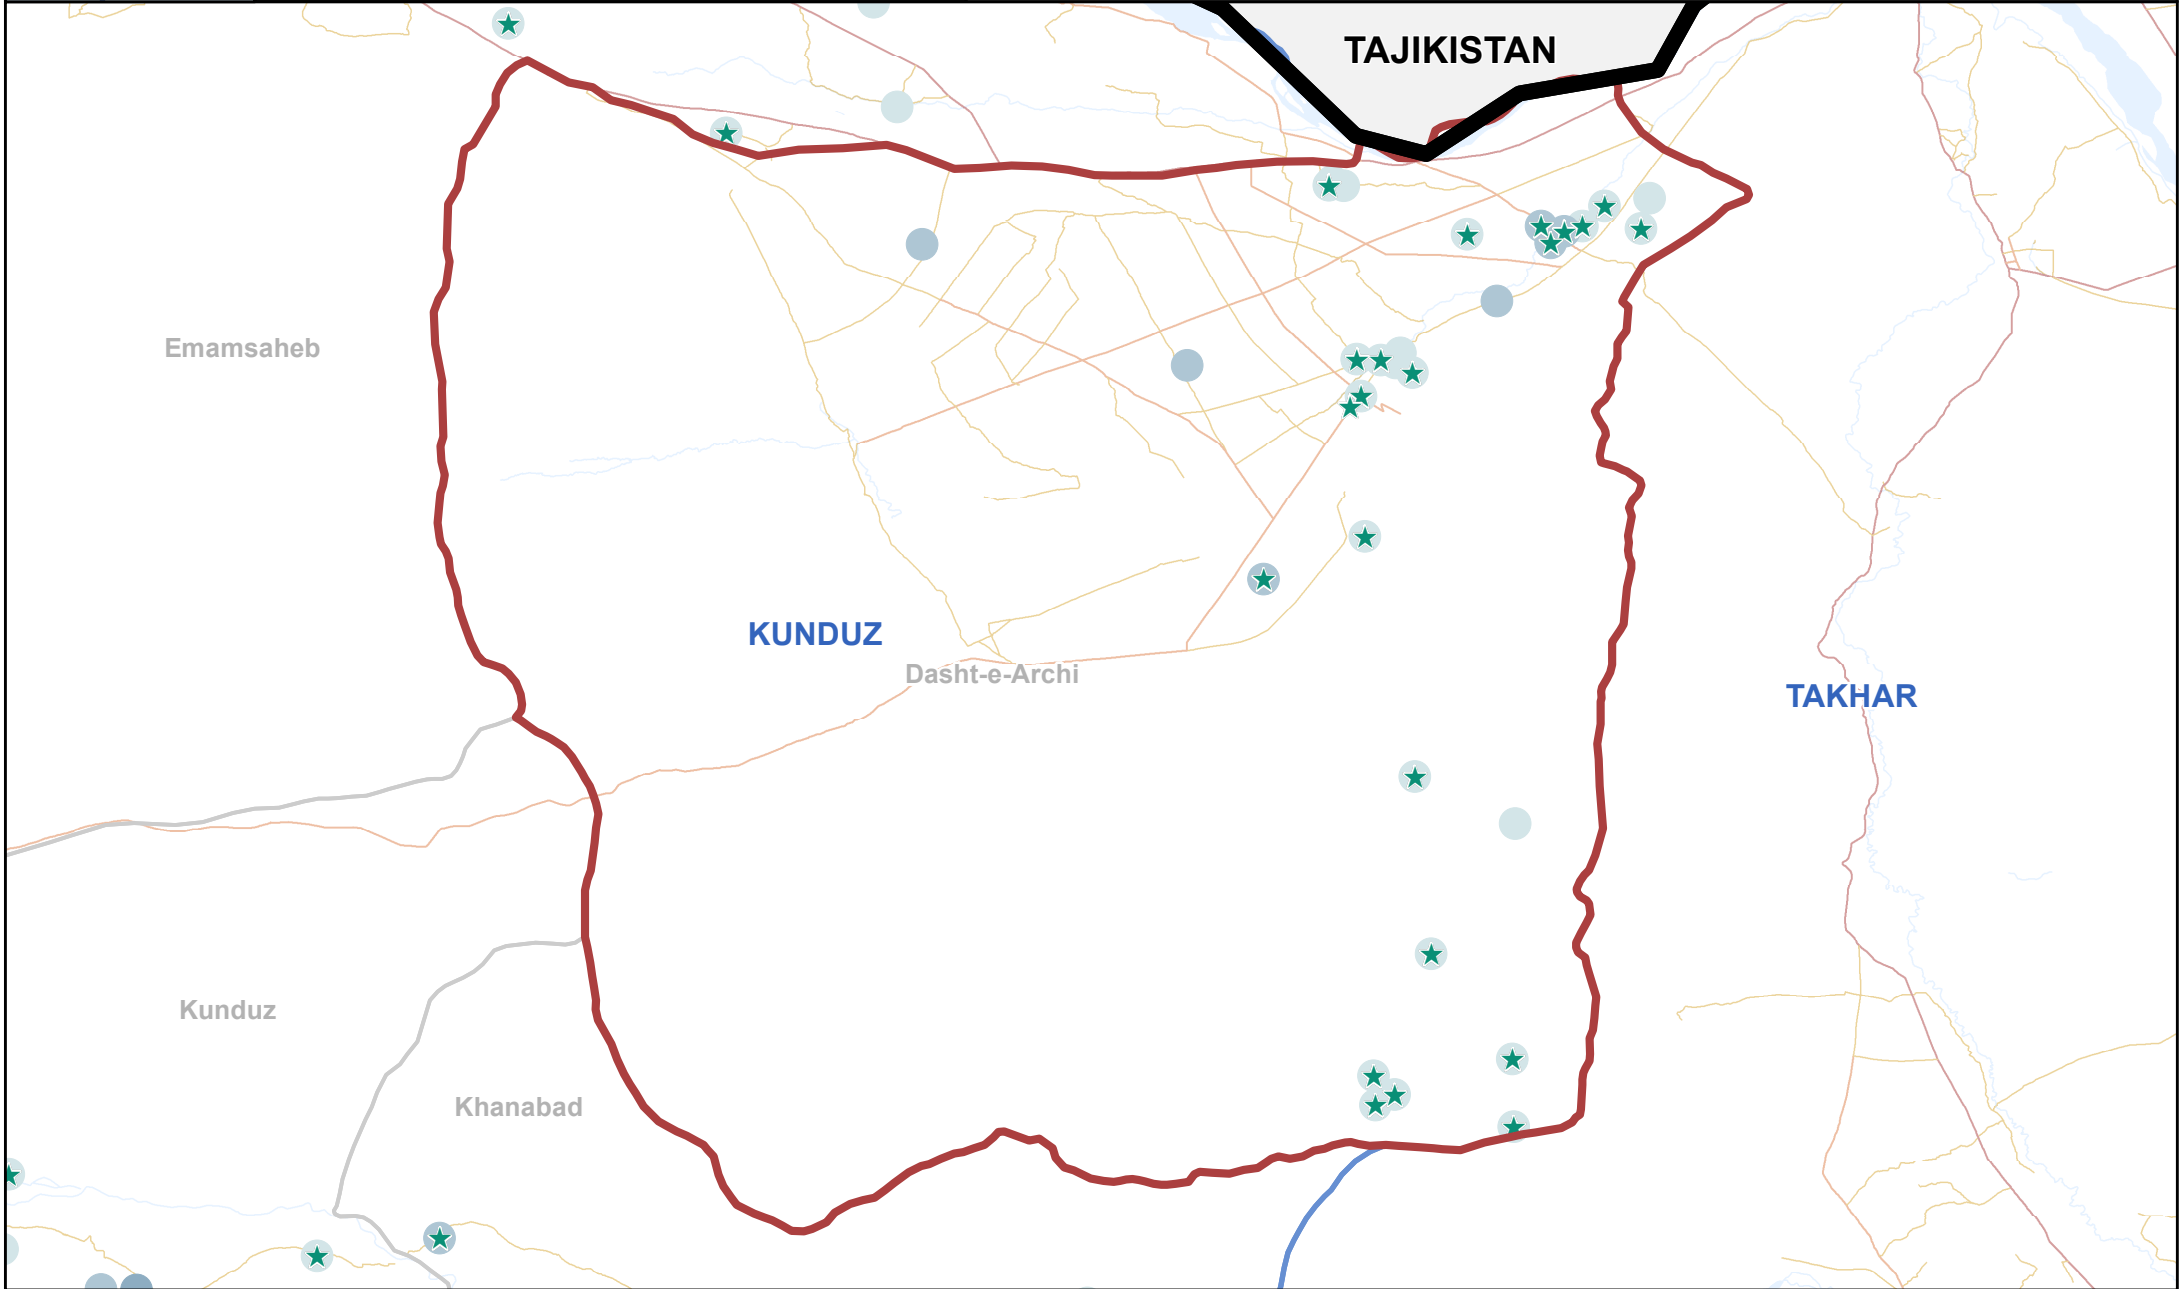 TAJIKISTAN
Emamsaheb
KUNDUZ
Dasht-e-Archi
TAKHAR
Kunduz
Khanabad